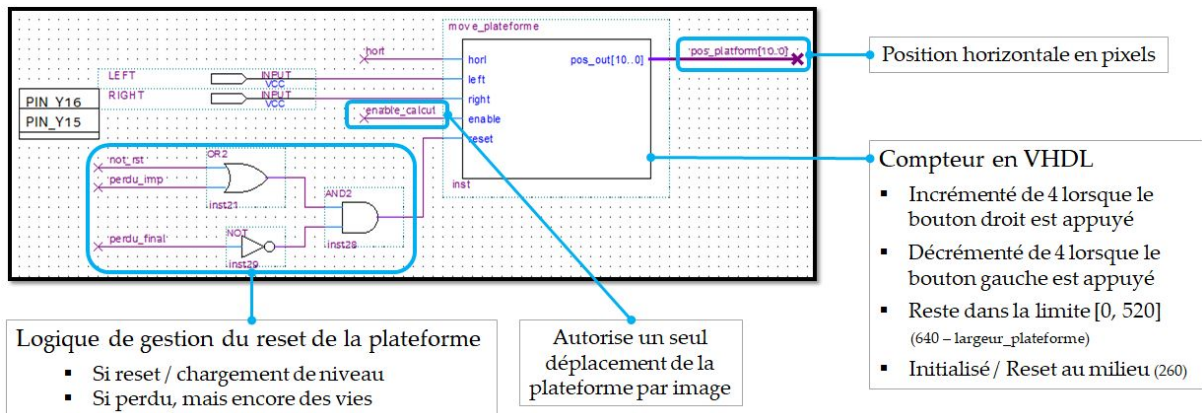 move_plateforme
horl
horl
pos_out[10..0]
pos_platform[10..0]
LEFT
INPUT
VCC
left
RIGHT
INPUT
VCC
right
PIN_Y16
PIN_Y15
enable_calcut
enable
reset
inst
not_rst
perdu_imp
OR2
inst21
AND2
inst28
perdu_final
NOT
inst29
Position horizontale en pixels
Compteur en VHDL
▪ Incrémenté de 4 lorsque le
bouton droit est appuyé
▪ Décrémenté de 4 lorsque le
bouton gauche est appuyé
▪ Reste dans la limite [0, 520]
(640 – largeur_plateforme)
▪ Initialisé / Reset au milieu (260)
Logique de gestion du reset de la plateforme
▪ Si reset / chargement de niveau
▪ Si perdu, mais encore des vies
Autorise un seul
déplacement de la
plateforme par image